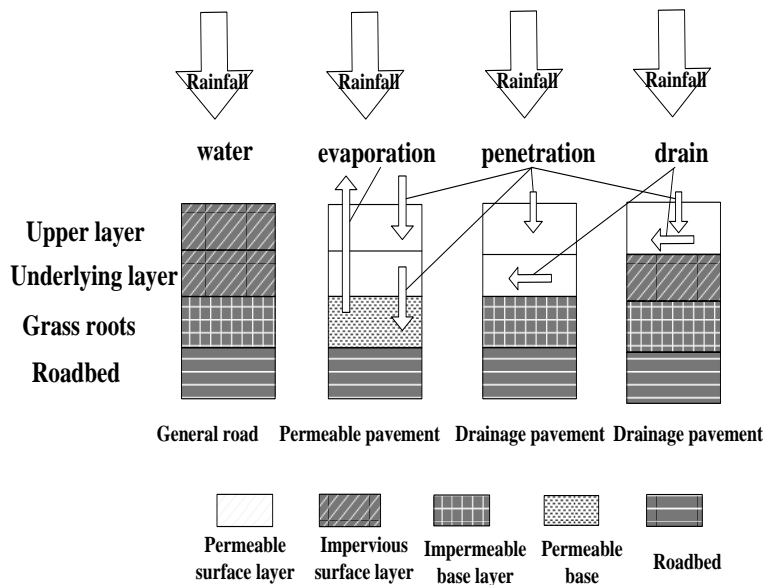 Rainfall Rainfall Rainfall Rainfall
water evaporation penetration drain
Upper layer
Underlying layer
Grass roots
Roadbed
General road Permeable pavement Drainage pavement Drainage pavement
Permeable surface layer
Impervious surface layer
Impermeable base layer
Permeable base
Roadbed